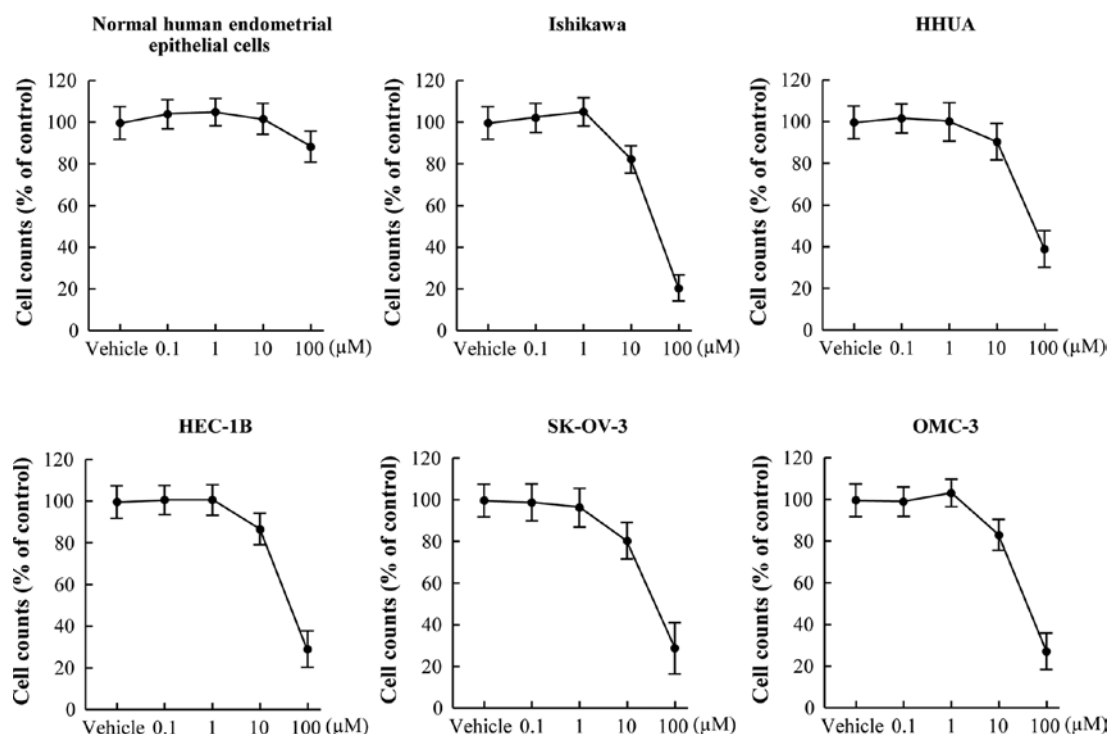 Normal human endometrial
epithelial cells
Cell counts (% of control)
120
100
80
60
40
20
0
Vehicle 0.1 1 10 100 (µM)
Ishikawa
Cell counts (% of control)
120
100
80
60
40
20
0
Vehicle 0.1 1 10 100 (µM)
HHUA
Cell counts (% of control)
120
100
80
60
40
20
0
Vehicle 0.1 1 10 100 (µM)
HEC-1B
Cell counts (% of control)
120
100
80
60
40
20
0
Vehicle 0.1 1 10 100 (µM)
SK-OV-3
Cell counts (% of control)
120
100
80
60
40
20
0
Vehicle 0.1 1 10 100 (µM)
OMC-3
Cell counts (% of control)
120
100
80
60
40
20
0
Vehicle 0.1 1 10 100 (µM)